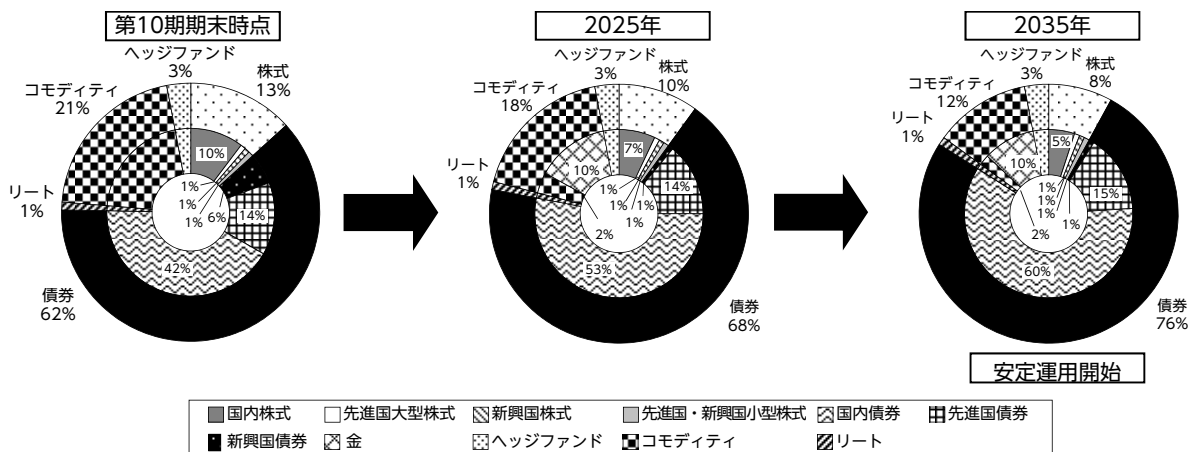 第10期期末時点
ヘッジファンド
3%
株式
13%
コモディティ
21%
リート
1%
債券
62%
10%
1%
1%
1%
6%
14%
42%
2025年
ヘッジファンド
3%
株式
10%
コモディティ
18%
リート
1%
債券
68%
7%
10%
1%
1%
1%
1%
14%
2%
53%
2035年
ヘッジファンド
3%
株式
8%
コモディティ
12%
リート
1%
債券
76%
5%
10%
1%
1%
1%
1%
15%
2%
60%
安定運用開始
国内株式 先進国大型株式 新興国株式 先進国・新興国小型株式 国内債券 先進国債券
新興国債券 金 ヘッジファンド コモディティ リート